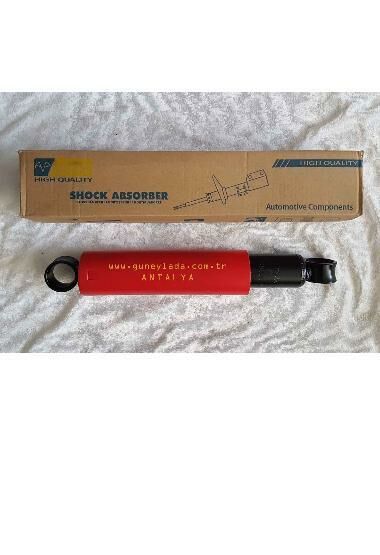 HIGH QUALITY
SHOCK ABSORBER
HIGH QUALITY
Automotive Components
www.guneylada.com.tr
ANTALYA